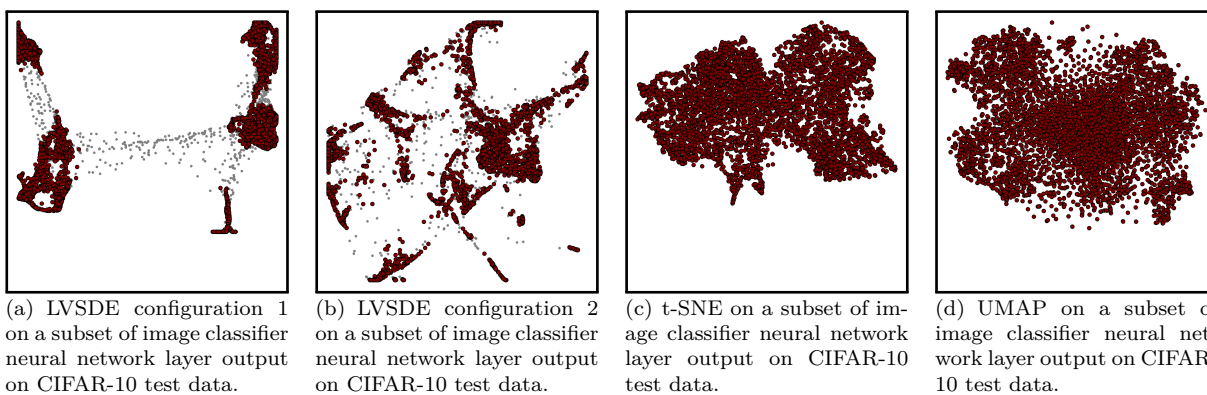 (a) LVSDE configuration 1
on a subset of image classifier
neural network layer output
on CIFAR-10 test data.
(b) LVSDE configuration 2
on a subset of image classifier
neural network layer output
on CIFAR-10 test data.
(c) t-SNE on a subset of im-
age classifier neural network
layer output on CIFAR-10
test data.
(d) UMAP on a subset o
image classifier neural net
work layer output on CIFAR
10 test data.